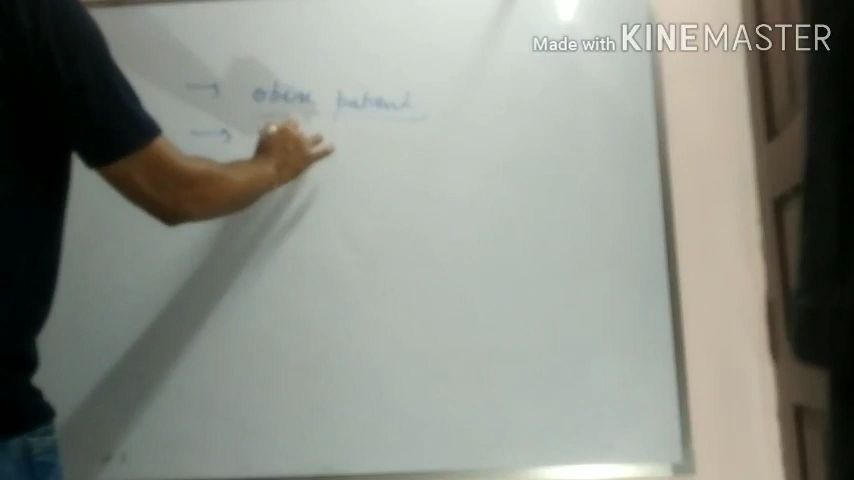 Made with KINEMASTER
→ obese patient
→